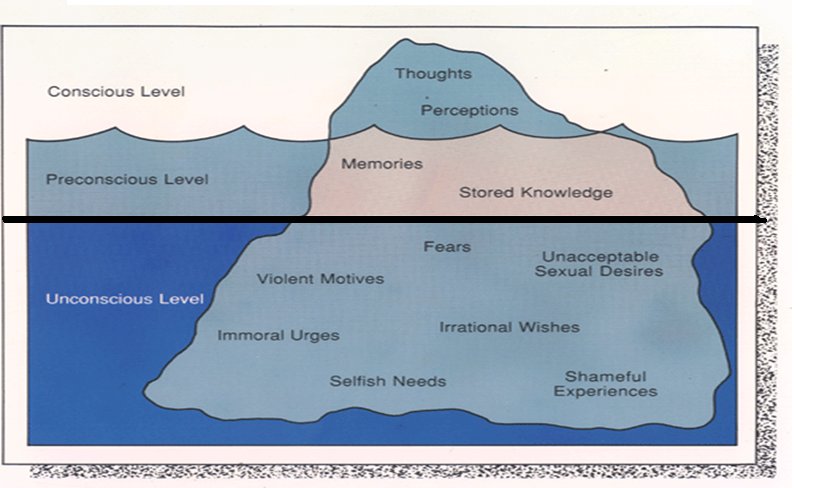 Thoughts
Conscious Level
Perceptions
Memories
Preconscious Level
Stored Knowledge
Fears
Unacceptable
Sexual Desires
Violent Motives
Unconscious Level
Irrational Wishes
Immoral Urges
Shameful
Experiences
Selfish Needs